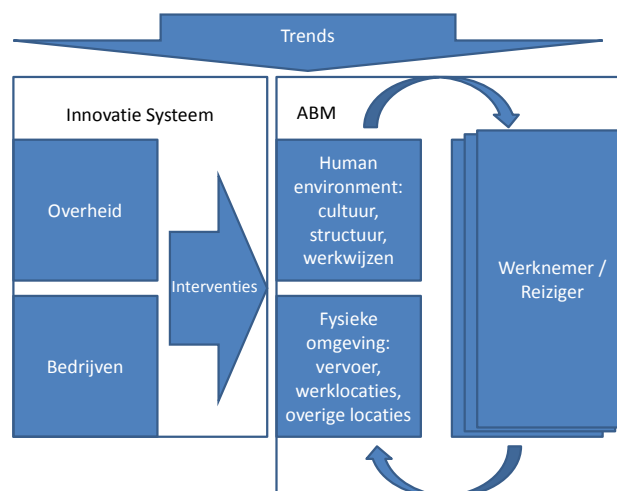 Trends
Innovatie Systeem
ABM
Overheid
Bedrijven
Interventies
Human
environment:
cultuur,
structuur,
werkwijzen
Fysieke
omgeving:
vervoer,
werklocaties,
overige locaties
Werknemer /
Reiziger